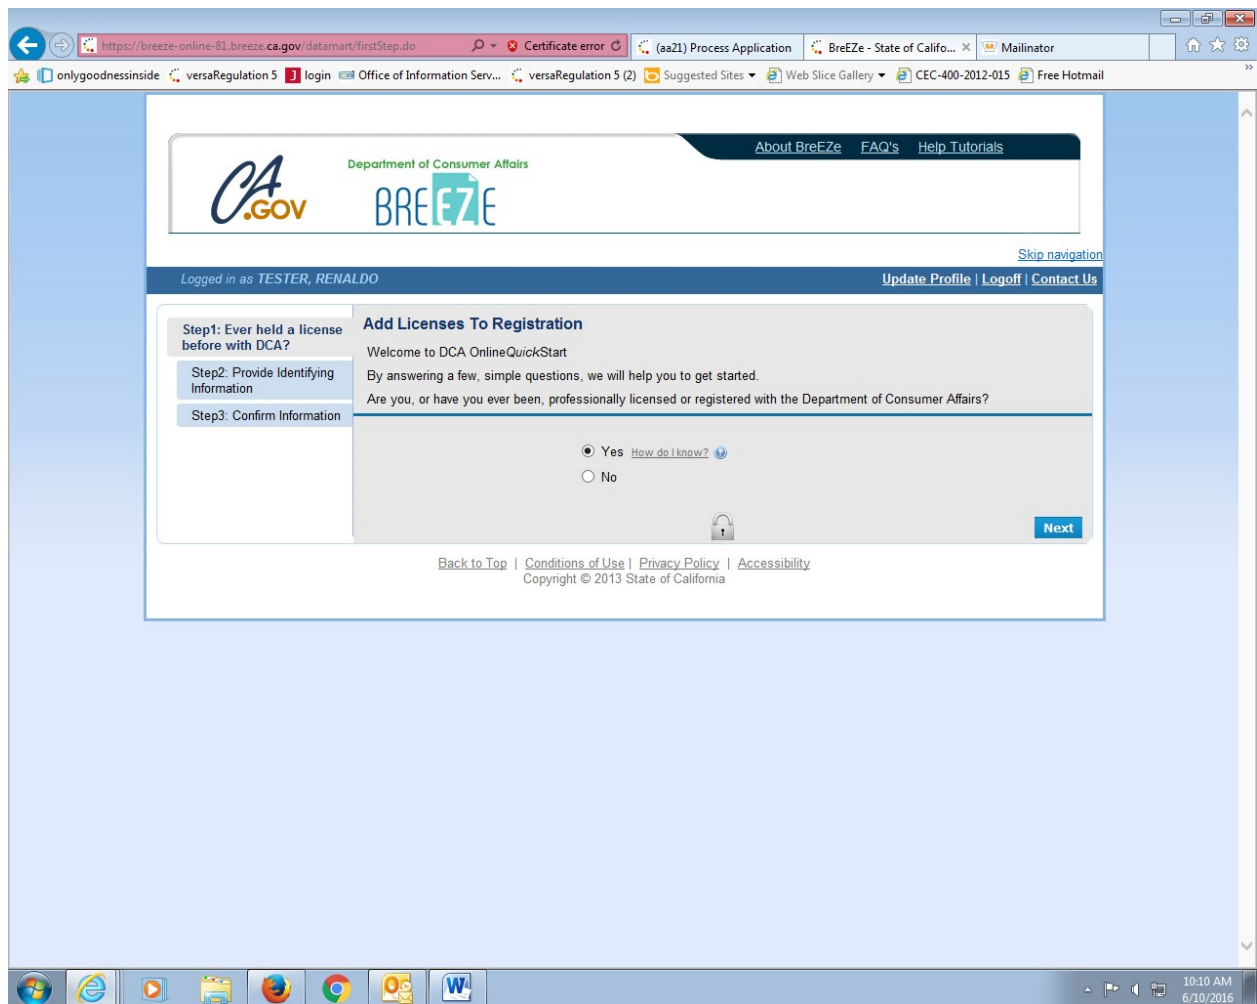 https://breeze-online-81.breeze.ca.gov/datamart/firstStep.do
Certificate error
(aa21) Process Application
BreEZe - State of Califo...
Mailinator
onlygoodnessinside
versaRegulation 5
login
Office of Information Serv...
versaRegulation 5 (2)
Suggested Sites
Web Slice Gallery
CEC-400-2012-015
Free Hotmail
About BreEZe FAQ's Help Tutorials
CA.GOV
Department of Consumer Affairs
BREEZE
Skip navigation
Logged in as TESTER, RENALDO
Update Profile | Logoff | Contact Us
Step1: Ever held a license
before with DCA?
Step2: Provide Identifying
Information
Step3: Confirm Information
Add Licenses To Registration
Welcome to DCA OnlineQuickStart
By answering a few, simple questions, we will help you to get started.
Are you, or have you ever been, professionally licensed or registered with the Department of Consumer Affairs?
Yes How do I know?
No
Next
Back to Top | Conditions of Use | Privacy Policy | Accessibility
Copyright © 2013 State of California
10:10 AM
6/10/2016